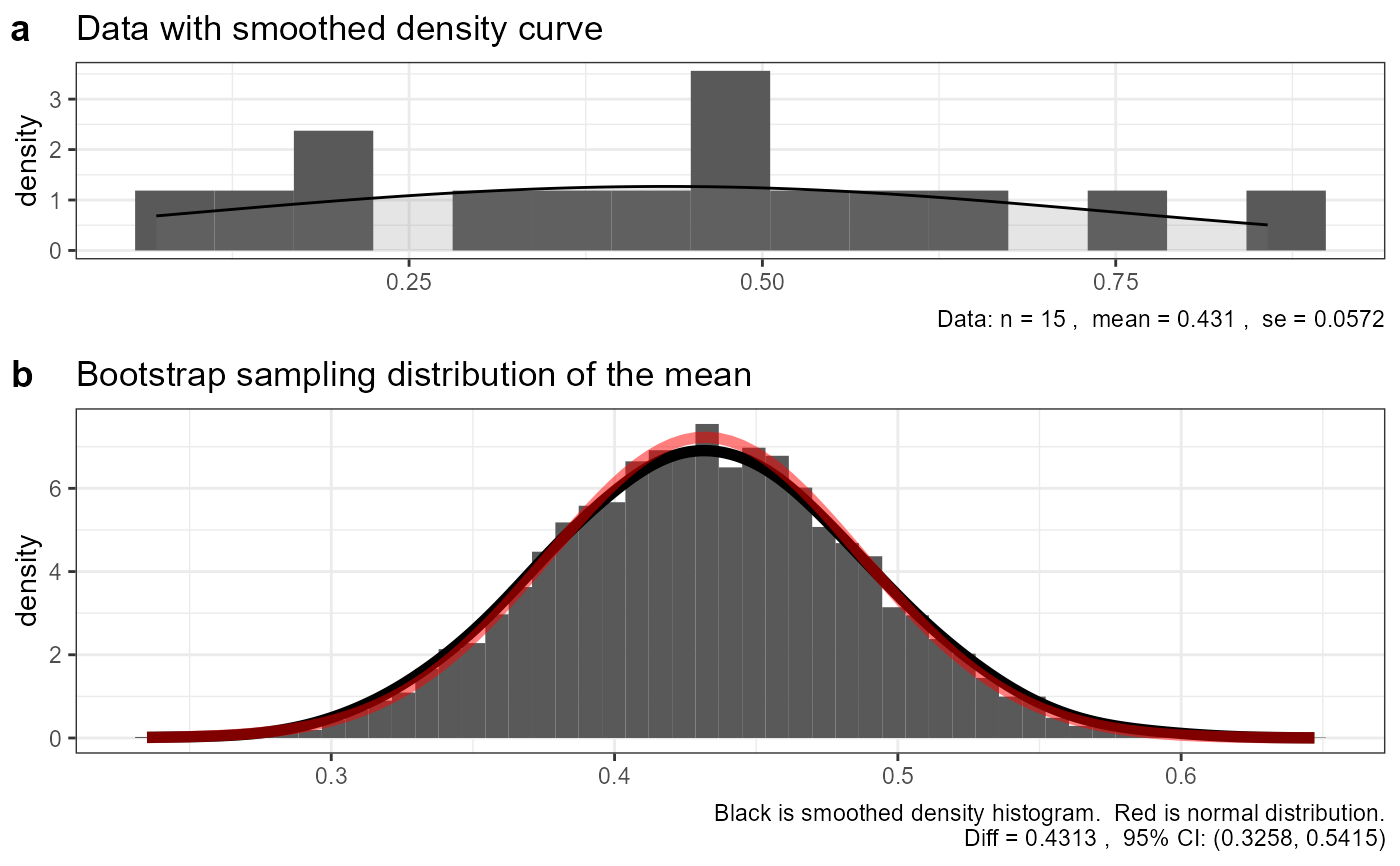 a Data with smoothed density curve
density
3
2
1
0
0.25 0.50 0.75
Data: n = 15 , mean = 0.431 , se = 0.0572
b Bootstrap sampling distribution of the mean
density
6
4
2
0
0.3 0.4 0.5 0.6
Black is smoothed density histogram. Red is normal distribution.
Diff = 0.4313 , 95% CI: (0.3258, 0.5415)